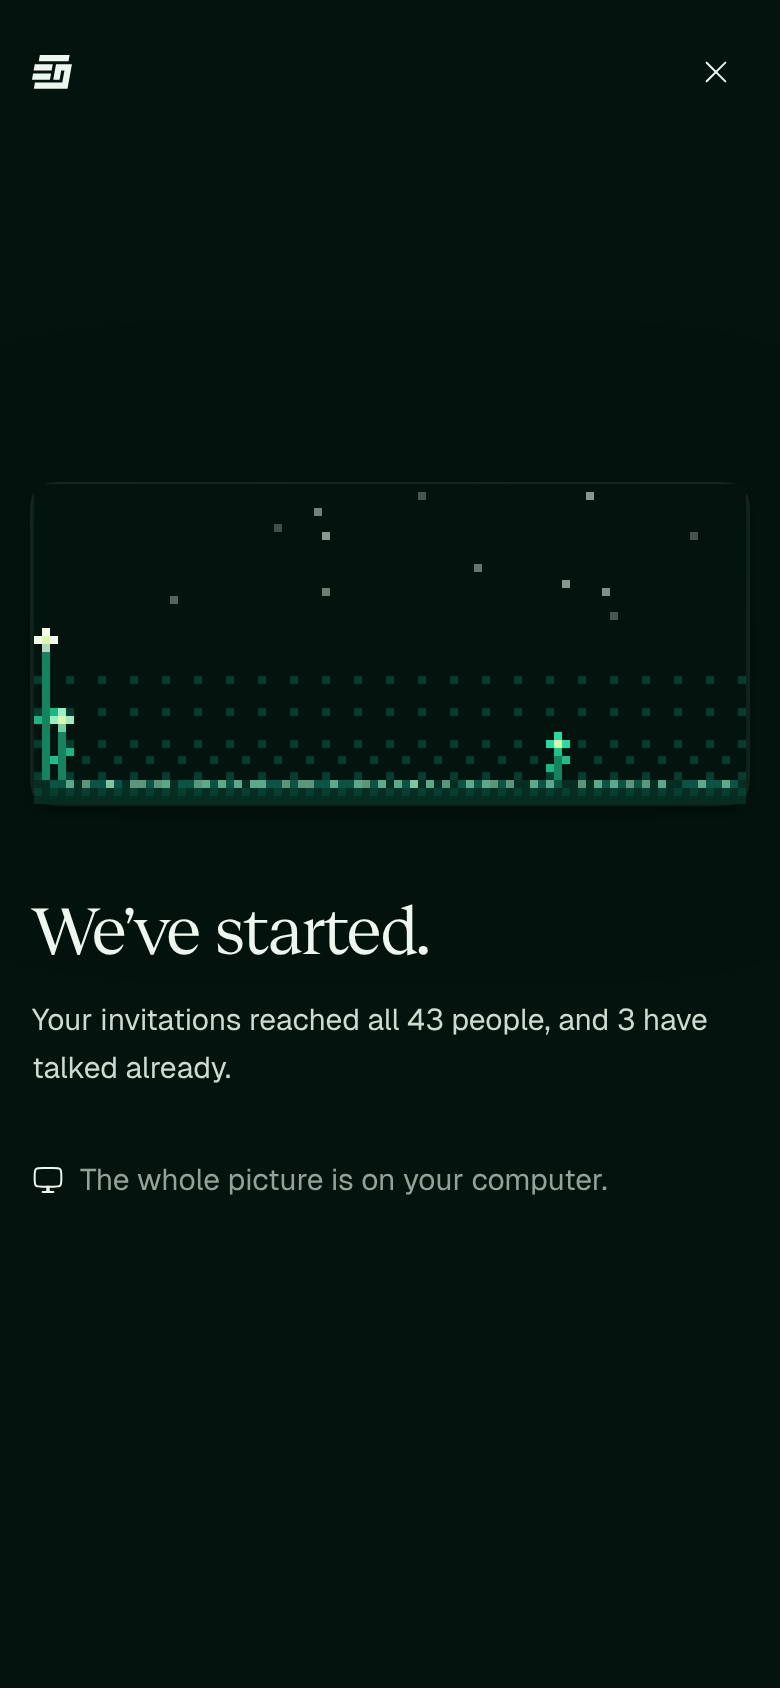 We’ve started.
Your invitations reached all 43 people, and 3 have
talked already.
The whole picture is on your computer.